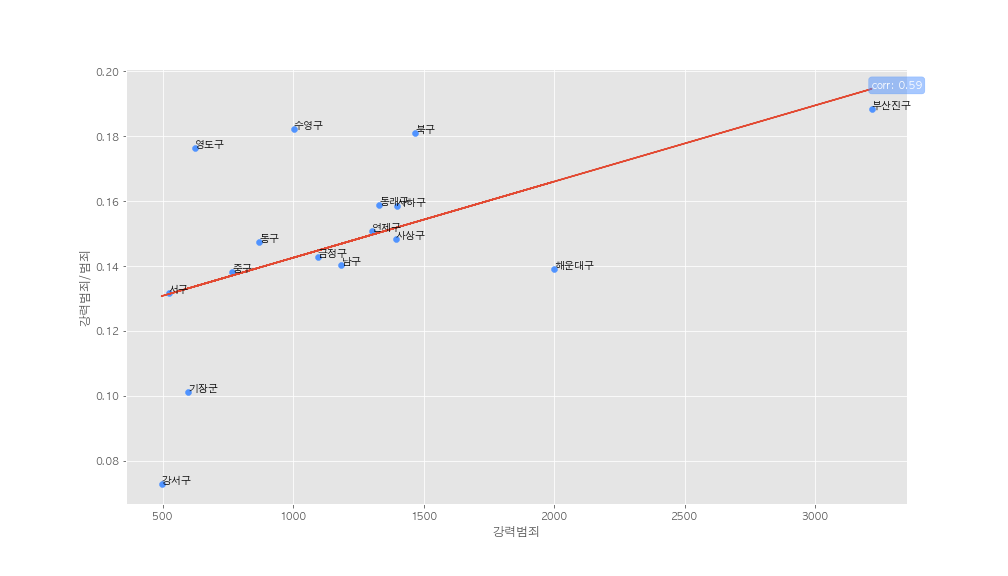 0.20
0.18
0.16
0.14
0.12
0.10
0.08
강력범죄/범죄
corr: 0.59
부산진구
수영구
북구
영도구
동래구
사하구
연제구
사상구
동구
금정구
남구
중구
해운대구
서구
기장군
강서구
500
1000
1500
2000
2500
3000
강력범죄